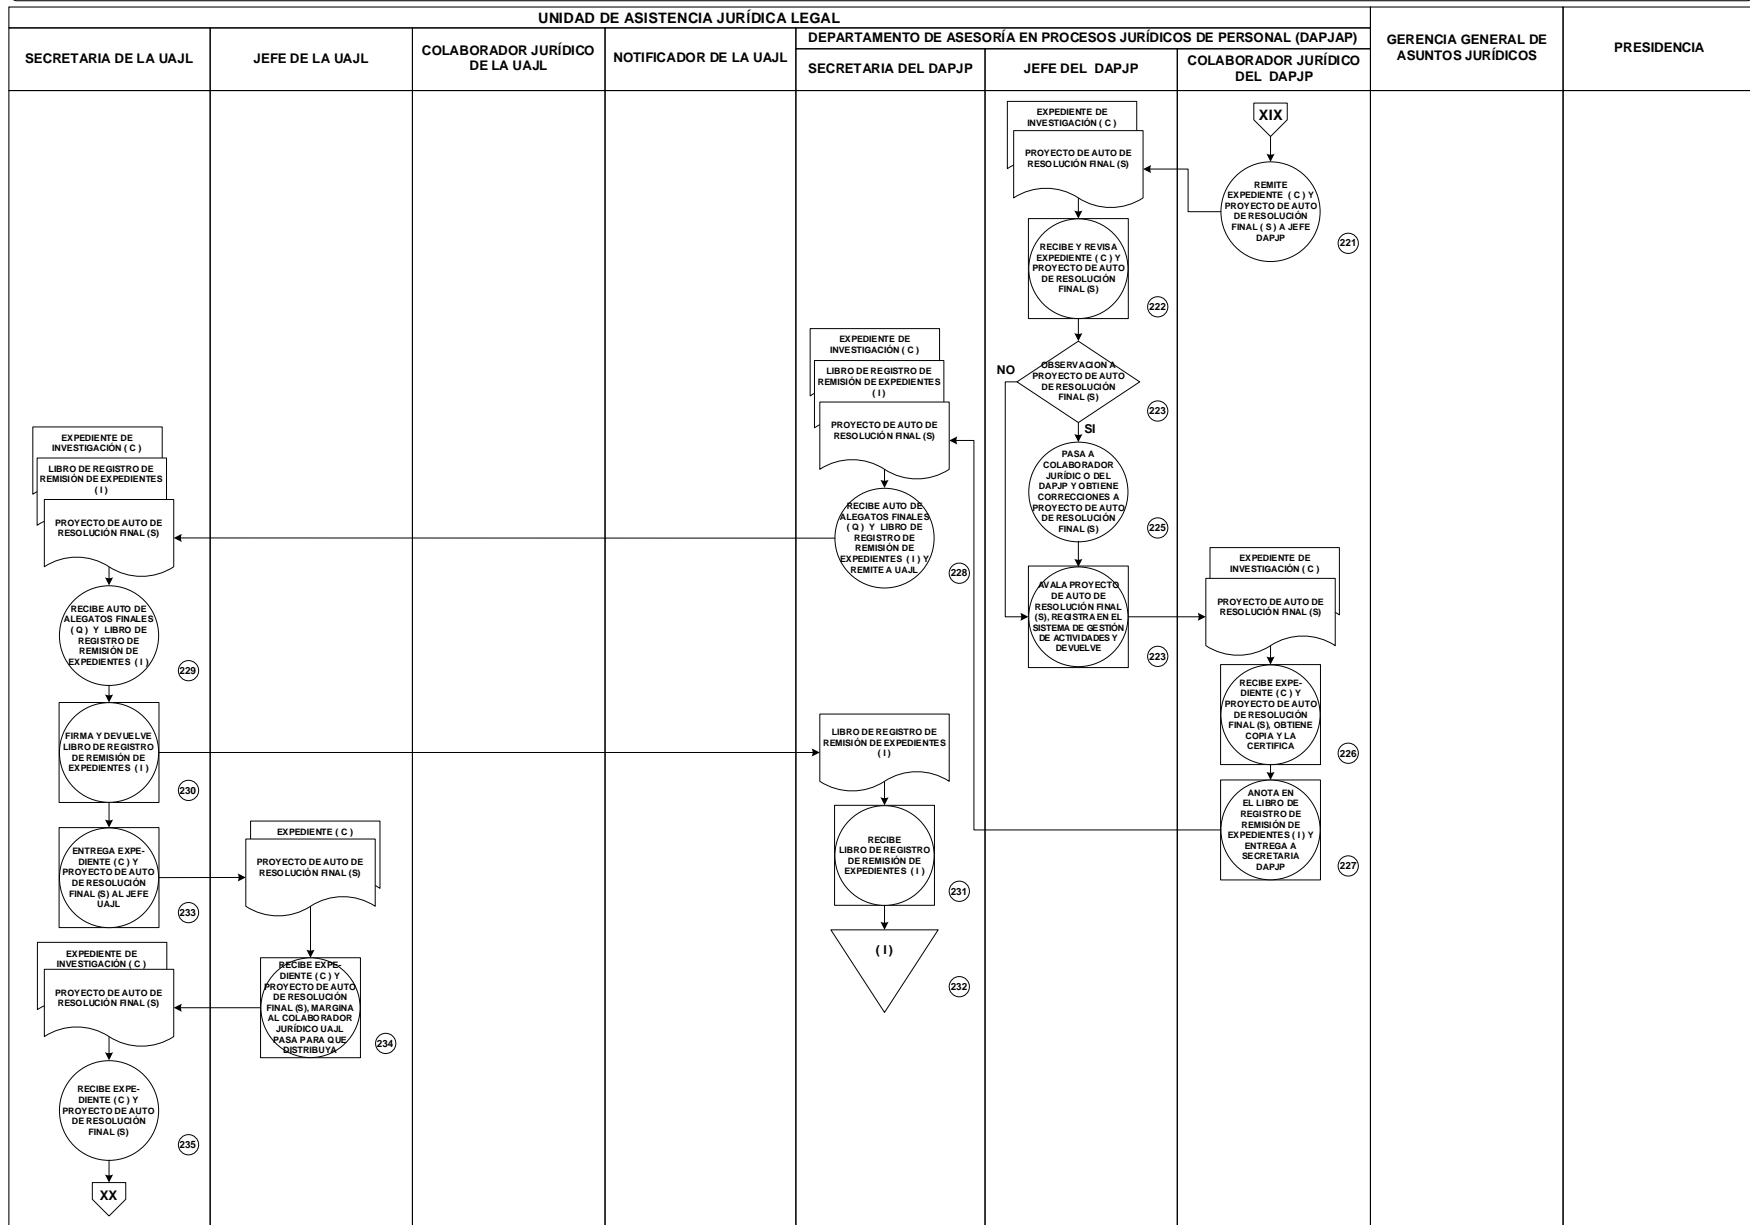 UNIDAD DE ASISTENCIA JURÍDICA LEGAL
SECRETARIA DE LA UAJL
JEFE DE LA UAJL
COLABORADOR JURÍDICO
DE LA UAJL
NOTIFICADOR DE LA UAJL
DEPARTAMENTO DE ASESORÍA EN PROCESOS JURÍDICOS DE PERSONAL (DAPJAP)
SECRETARIA DEL DAPJP
JEFE DEL DAPJP
COLABORADOR JURÍDICO
DEL DAPJP
GERENCIA GENERAL DE
ASUNTOS JURÍDICOS
PRESIDENCIA
XIX
REMITE
EXPEDIENTE ( C ) Y
PROYECTO DE AUTO
DE RESOLUCIÓN
FINAL ( S ) A JEFE
DAPJP
221
EXPEDIENTE DE
INVESTIGACIÓN ( C )
PROYECTO DE AUTO DE
RESOLUCIÓN FINAL (S)
RECIBE Y REVISA
EXPEDIENTE ( C ) Y
PROYECTO DE AUTO
DE RESOLUCIÓN
FINAL (S)
222
OBSERVACION A
PROYECTO DE AUTO
DE RESOLUCIÓN
FINAL (S)
NO
223
SI
PASA A
COLABORADOR
JURÍDICO DEL
DAPJP Y OBTIENE
CORRECCIONES A
PROYECTO DE AUTO
DE RESOLUCIÓN
FINAL (S)
225
AVALA PROYECTO
DE AUTO DE
RESOLUCIÓN FINAL
(S), REGISTRA EN EL
SISTEMA DE GESTIÓN
DE ACTIVIDADES Y
DEVUELVE
223
EXPEDIENTE DE
INVESTIGACIÓN ( C )
PROYECTO DE AUTO DE
RESOLUCIÓN FINAL (S)
RECIBE EXPE-
DIENTE ( C ) Y
PROYECTO DE AUTO
DE RESOLUCIÓN
FINAL (S), OBTIENE
COPIA Y LA
CERTIFICA
226
ANOTA EN
EL LIBRO DE
REGISTRO DE
REMISIÓN DE
EXPEDIENTES ( I ) Y
ENTREGA A
SECRETARIA
DAPJP
227
EXPEDIENTE DE
INVESTIGACIÓN ( C )
LIBRO DE REGISTRO DE
REMISIÓN DE EXPEDIENTES
( I )
PROYECTO DE AUTO DE
RESOLUCIÓN FINAL (S)
RECIBE AUTO DE
ALEGATOS FINALES
( Q ) Y LIBRO DE
REGISTRO DE
REMISIÓN DE
EXPEDIENTES ( I ) Y
REMITE A UAJL
228
EXPEDIENTE DE
INVESTIGACIÓN ( C )
LIBRO DE REGISTRO DE
REMISIÓN DE EXPEDIENTES
( I )
PROYECTO DE AUTO DE
RESOLUCIÓN FINAL (S)
RECIBE AUTO DE
ALEGATOS FINALES
( Q ) Y LIBRO DE
REGISTRO DE
REMISIÓN DE
EXPEDIENTES ( I )
229
FIRMA Y DEVUELVE
LIBRO DE REGISTRO
DE REMISIÓN DE
EXPEDIENTES ( I )
230
LIBRO DE REGISTRO DE
REMISIÓN DE EXPEDIENTES
( I )
RECIBE
LIBRO DE REGISTRO
DE REMISIÓN DE
EXPEDIENTES ( I )
231
( I )
232
ENTREGA EXPE-
DIENTE ( C ) Y
PROYECTO DE AUTO
DE RESOLUCIÓN
FINAL (S) AL JEFE
UAJL
233
EXPEDIENTE ( C )
PROYECTO DE AUTO DE
RESOLUCIÓN FINAL (S)
RECIBE EXPE-
DIENTE ( C ) Y
PROYECTO DE AUTO
DE RESOLUCIÓN
FINAL (S), MARGINA
AL COLABORADOR
JURÍDICO UAJL
PASA PARA QUE
DISTRIBUYA
234
EXPEDIENTE DE
INVESTIGACIÓN ( C )
PROYECTO DE AUTO DE
RESOLUCIÓN FINAL (S)
RECIBE EXPE-
DIENTE ( C ) Y
PROYECTO DE AUTO
DE RESOLUCIÓN
FINAL (S)
235
XX